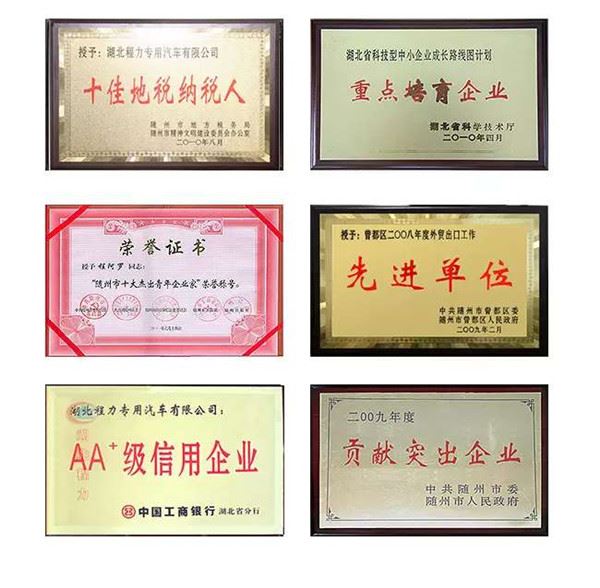 授予：湖北程力专用汽车有限公司
十佳地税纳税人
随州市地方税务局
随州市精神文明建设委员会办公室
二〇一〇年八月
湖北省科技型中小企业成长路线图计划
重点培育企业
湖北省科学技术厅
二〇一〇年四月
荣誉证书
授予程阿罗同志：
"随州市十大杰出青年企业家"荣誉称号。
授予：曾都区二〇〇八年度外贸出口工作
先进单位
中共随州市曾都区委
随州市曾都区人民政府
二〇〇九年二月
湖北程力专用汽车有限公司：
AA+级信用企业
中国工商银行 湖北省分行
二〇〇九年度
贡献突出企业
中共随州市委
随州市人民政府